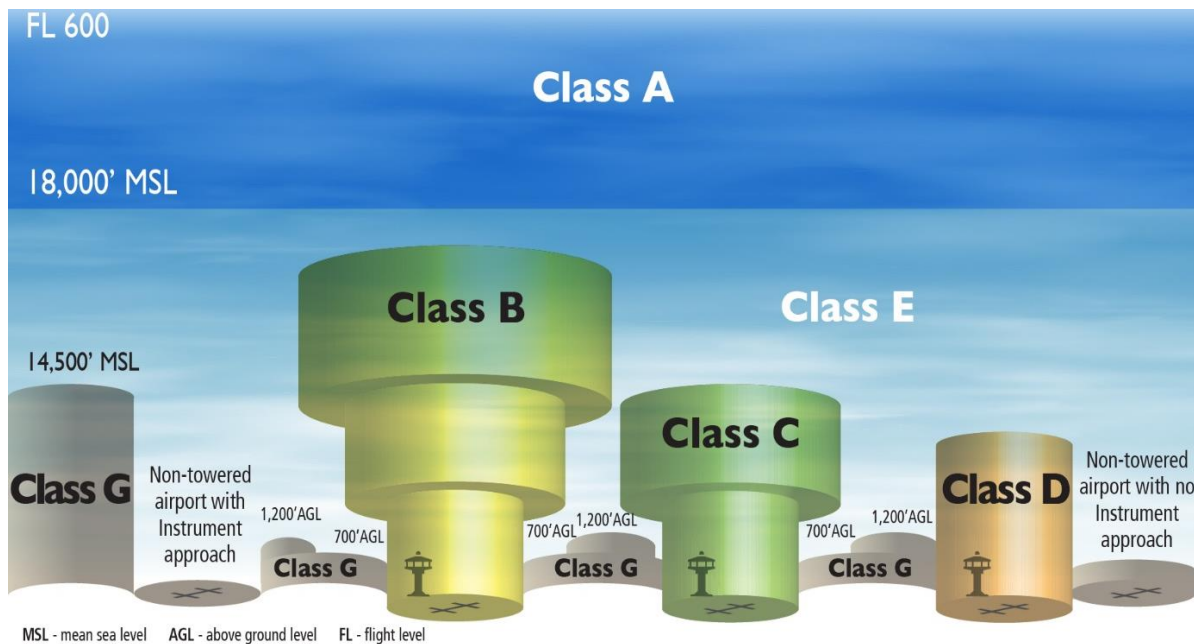 FL 600
Class A
18,000’ MSL
Class B
Class E
14,500’ MSL
Class C
Class G
Non-towered
airport with
Instrument
approach
1,200’AGL
700’AGL
Class G
700’AGL
1,200’AGL
Class G
700’AGL
1,200’AGL
Class G
Class D
Non-towered
airport with no
Instrument
approach
MSL - mean sea level AGL - above ground level FL - flight level